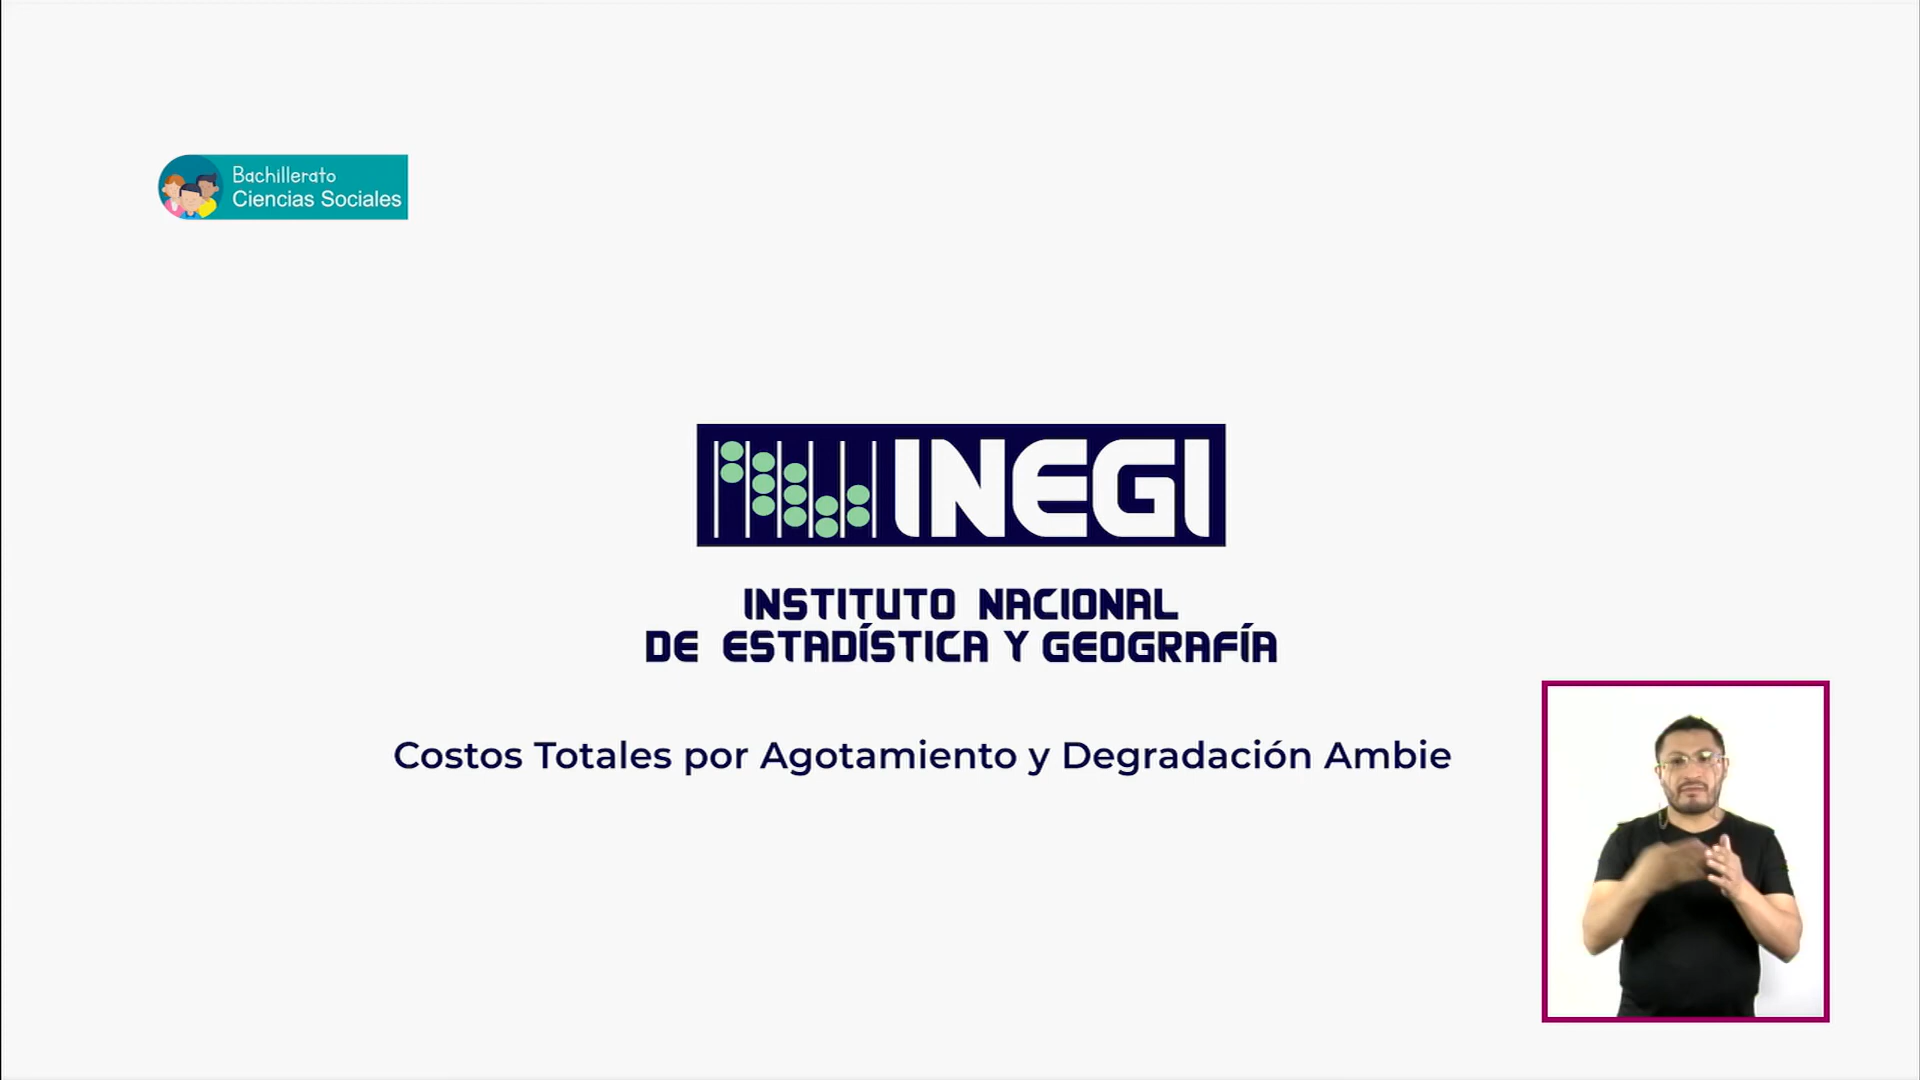 Bachillerato
Ciencias Sociales
INEGI
INSTITUTO NACIONAL
DE ESTADÍSTICA Y GEOGRAFÍA
Costos Totales por Agotamiento y Degradación Ambie